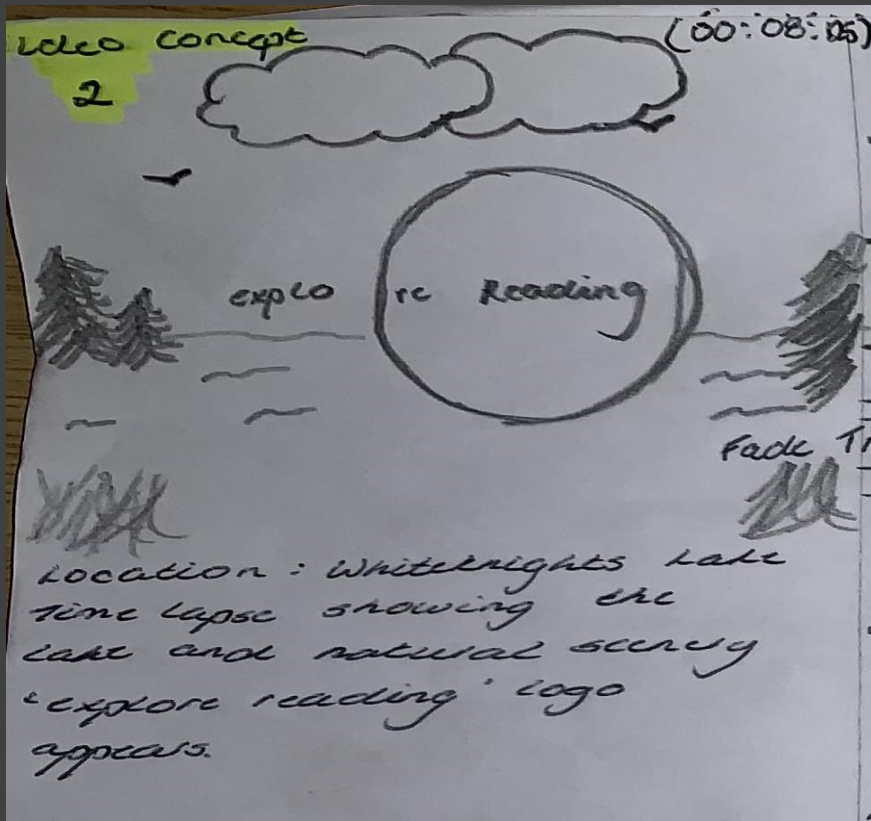 Video concept
2
(00:08:05)
explo re Reading
Fade Tr
Location: Whiteknights Lake
Time lapse showing the
lake and natural scenery
'explore reading' logo
appears.